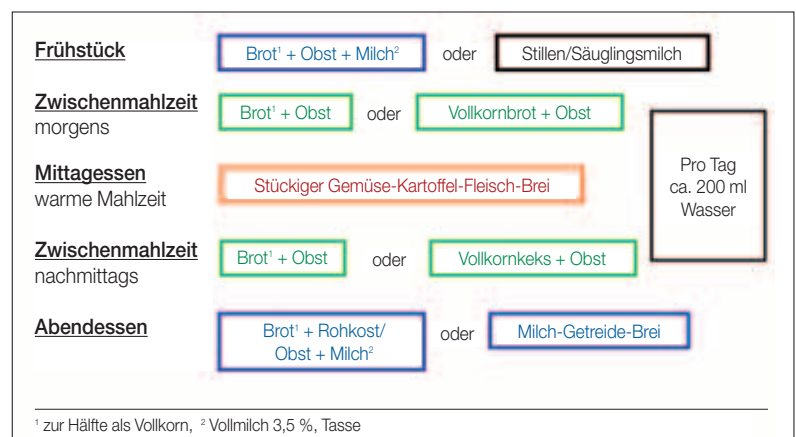 Frühstück
Brot¹ + Obst + Milch² oder Stillen/Säuglingsmilch
Zwischenmahlzeit
morgens
Brot¹ + Obst oder Vollkornbrot + Obst
Mittagessen
warme Mahlzeit
Stückiger Gemüse-Kartoffel-Fleisch-Brei
Pro Tag
ca. 200 ml
Wasser
Zwischenmahlzeit
nachmittags
Brot¹ + Obst oder Vollkornkeks + Obst
Abendessen
Brot¹ + Rohkost/
Obst + Milch²
oder Milch-Getreide-Brei
¹ zur Hälfte als Vollkorn, ² Vollmilch 3,5 %, Tasse